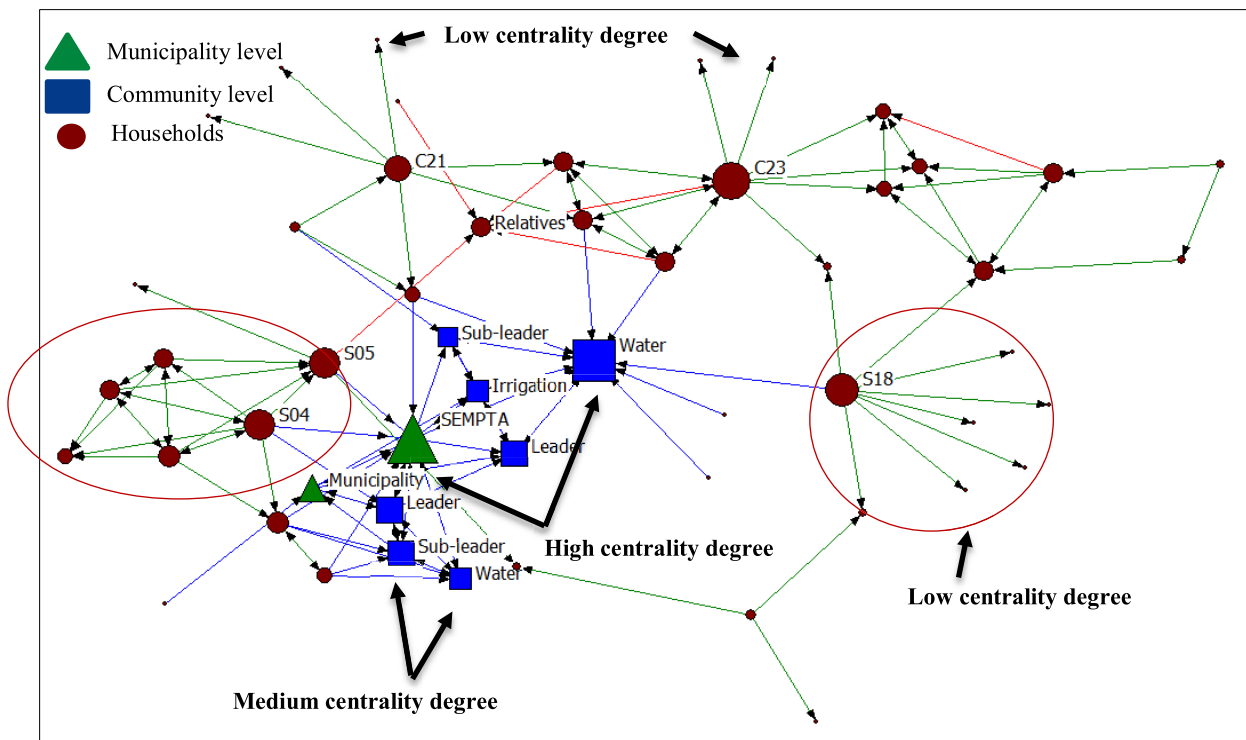 Low centrality degree
Municipality level
Community level
Households
C21
C23
Relatives
Sub-leader
Water
S05
Irrigation
S18
S04
SEMPTA
Leader
Municipality
Leader
Sub-leader
High centrality degree
Water
Low centrality degree
Medium centrality degree